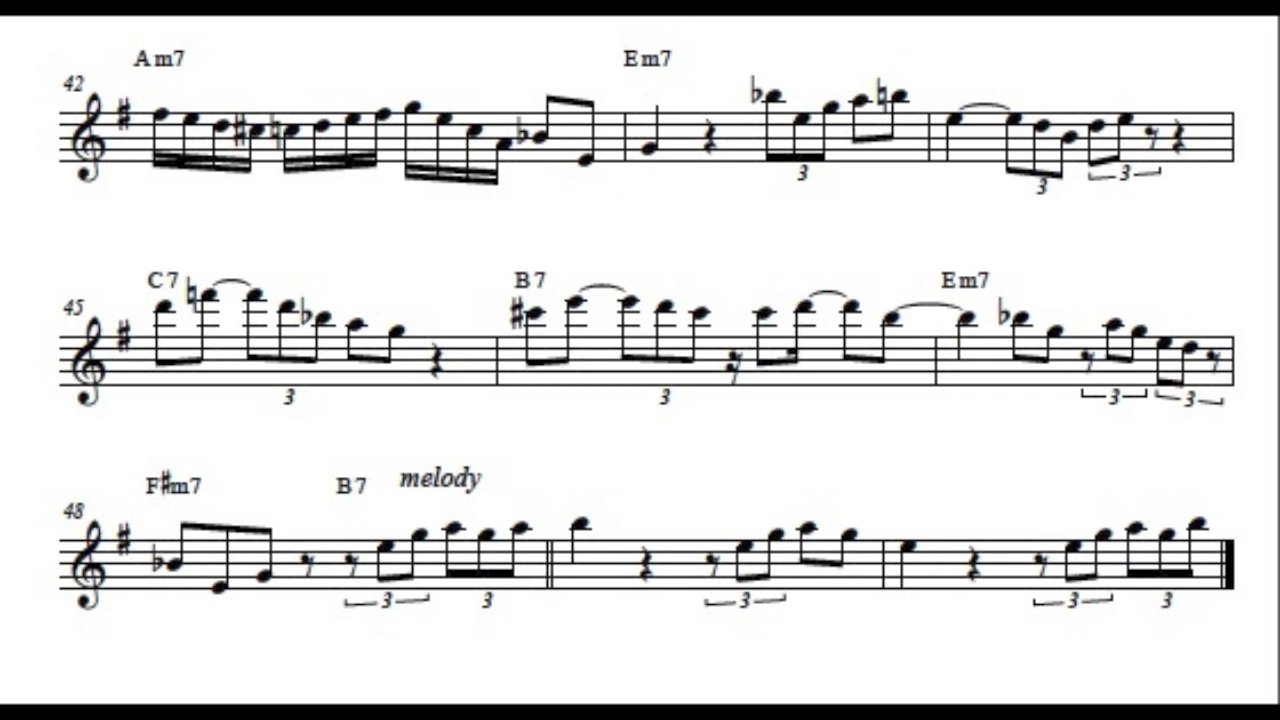 Am7 Em7
42
3 3 3
C7 B7 Em7
45
3 3 3 3
F#m7 B7 melody
48
3 3 3 3 3